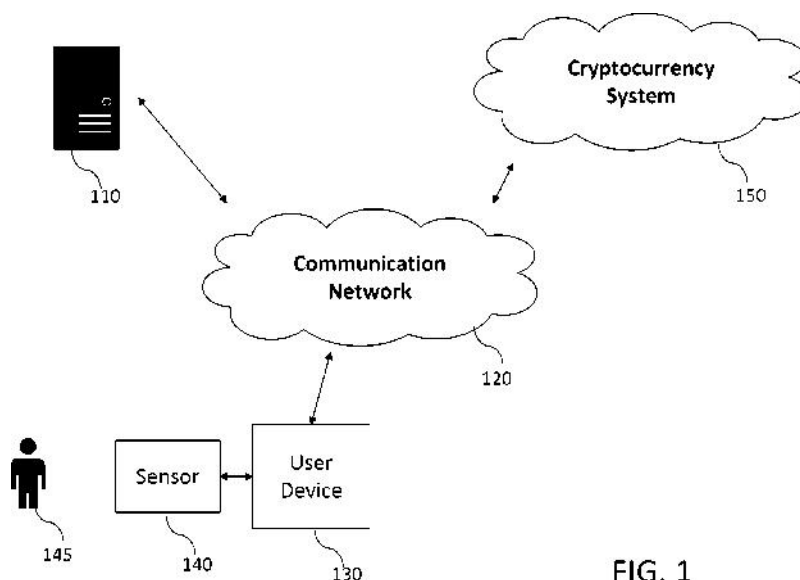 Cryptocurrency
System
110
150
Communication
Network
120
Sensor
User
Device
145
140
130
FIG. 1